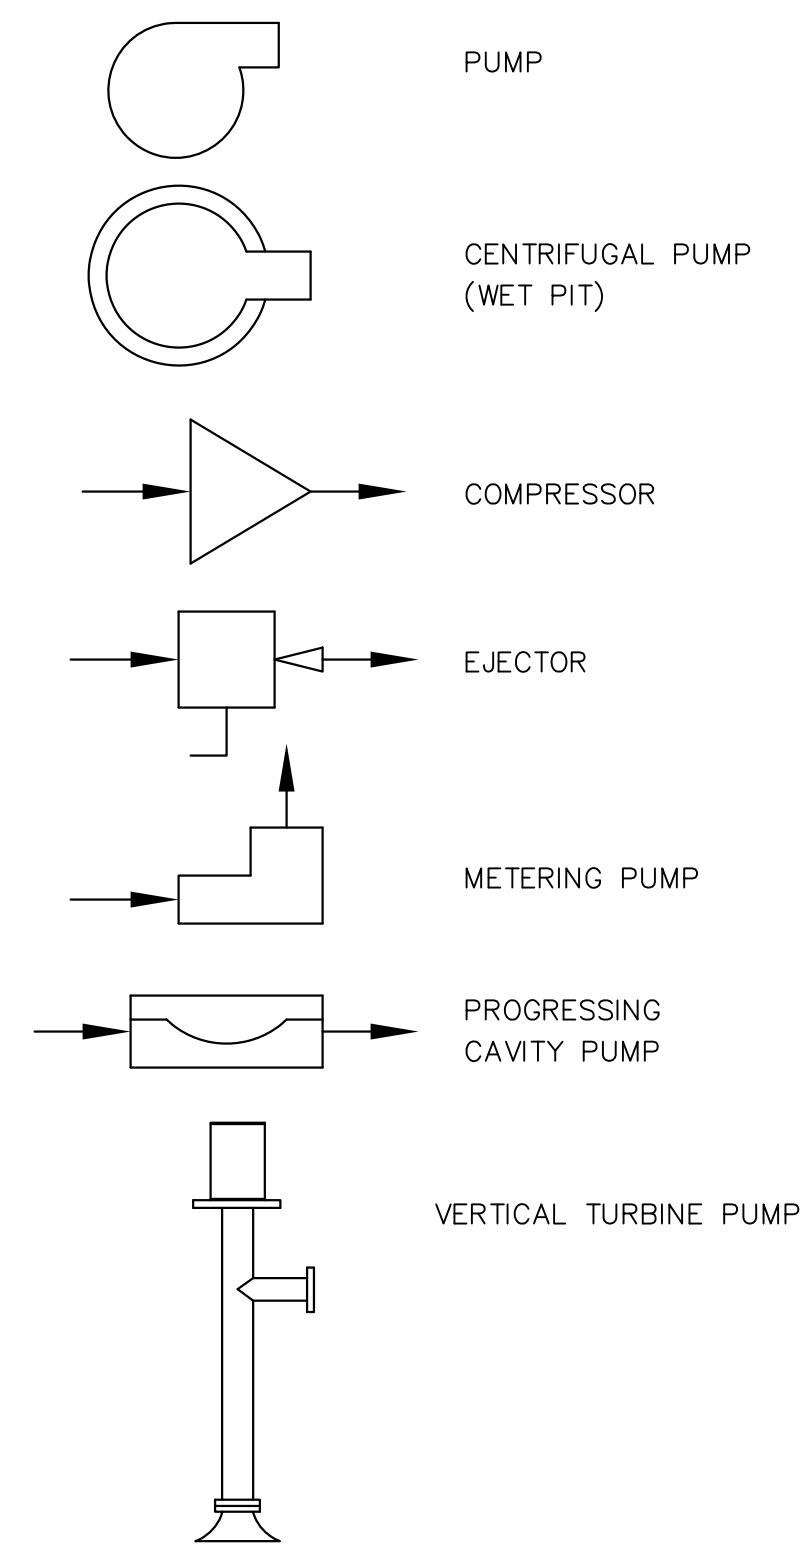 PUMP
CENTRIFUGAL PUMP
(WET PIT)
COMPRESSOR
EJECTOR
METERING PUMP
PROGRESSING
CAVITY PUMP
VERTICAL TURBINE PUMP